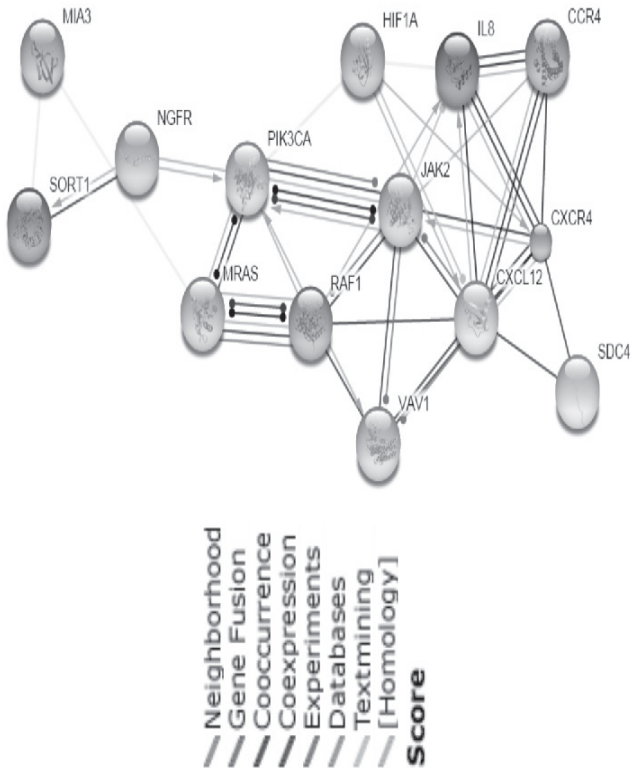 MIA3
HIF1A
IL8
CCR4
NGFR
PIK3CA
SORT1
JAK2
CXCR4
MRAS
RAF1
CXCL12
SDC4
VAV1
Neighborhood
Gene Fusion
Cooccurrence
Coexpression
Experiments
Databases
Textmining
[Homology]
Score